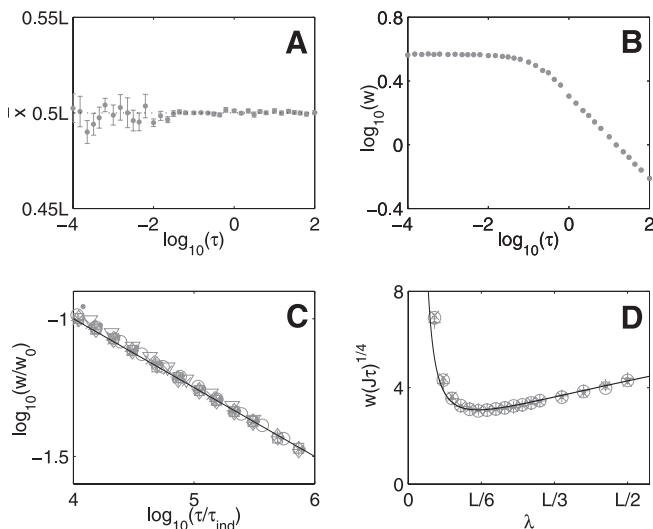 0.55L
A
x̄
0.5L
0.45L
-4
-2
0
2
log10(τ)
0.8
B
log10(w)
0.4
0
-0.4
-4
-2
0
2
log10(τ)
-1
C
log10(w/w0)
-1.5
4
5
6
log10(τ/τind)
8
D
w(Jτ)1/4
4
0
0
L/6
L/3
L/2
λ